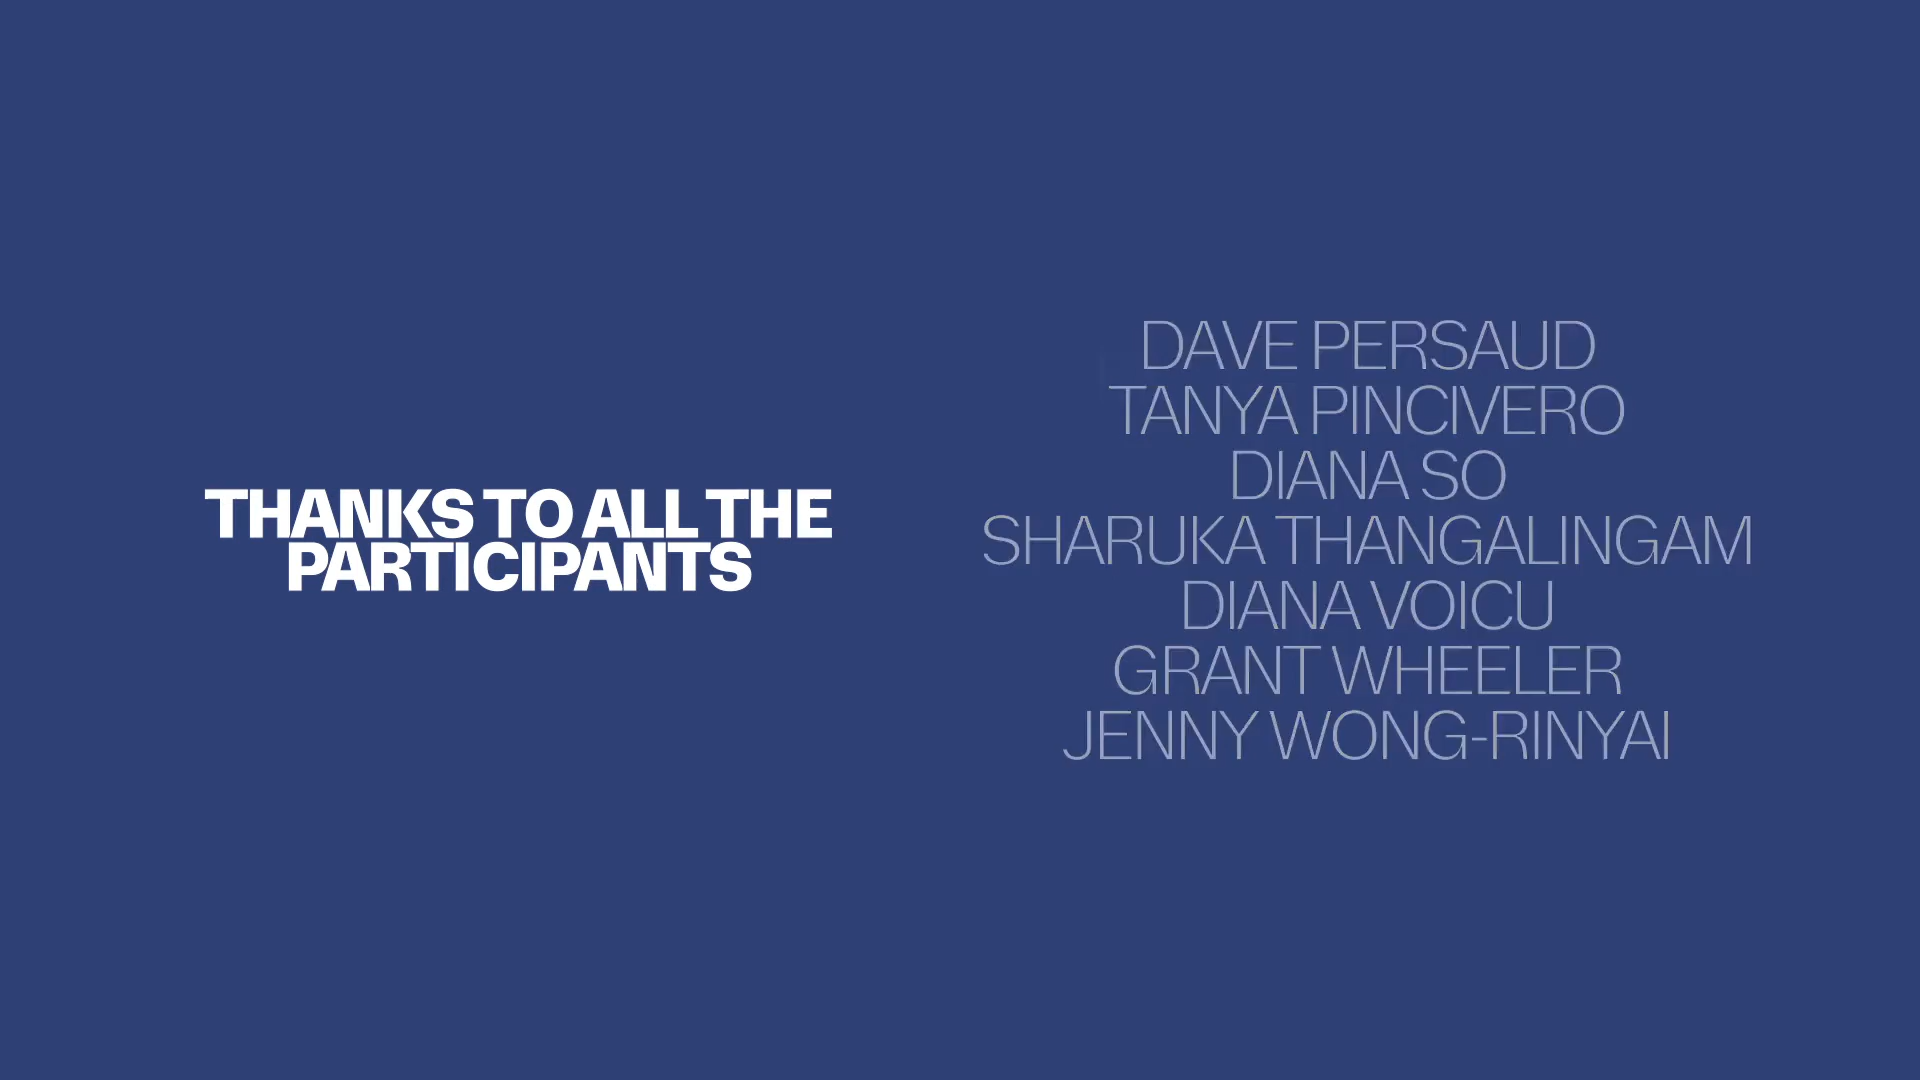 THANKS TO ALL THE
PARTICIPANTS
DAVE PERSAUD
TANYA PINCIVERO
DIANA SO
SHARUKA THANGALINGAM
DIANA VOICU
GRANT WHEELER
JENNY WONG-RINYAI